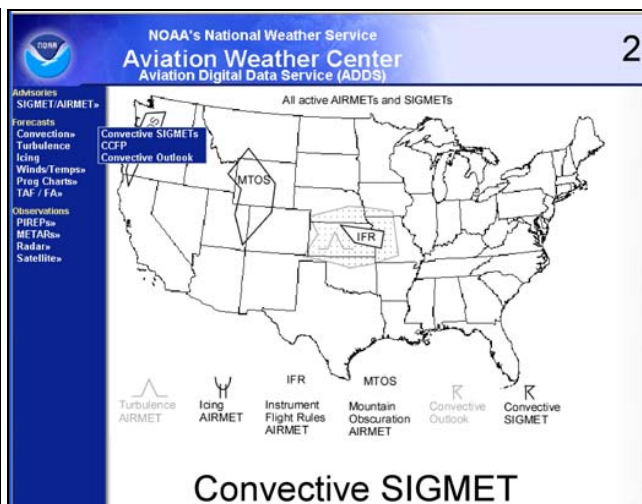 NOAA
NOAA's National Weather Service
Aviation Weather Center
Aviation Digital Data Service (ADDS)
2
Advisories
SIGMET/AIRMET»
Forecasts
Convection»
Turbulence
Icing
Winds/Temps»
Prog Charts»
TAF / FA»
Observations
PIREPs»
METARs»
Radar»
Satellite»
Convective SIGMETs
CCFP
Convective Outlook
All active AIRMETs and SIGMETs
MTOS
IFR
Turbulence
AIRMET
Icing
AIRMET
IFR
Instrument
Flight Rules
AIRMET
MTOS
Mountain
Obscuration
AIRMET
Convective
Outlook
Convective
SIGMET
Convective SIGMET